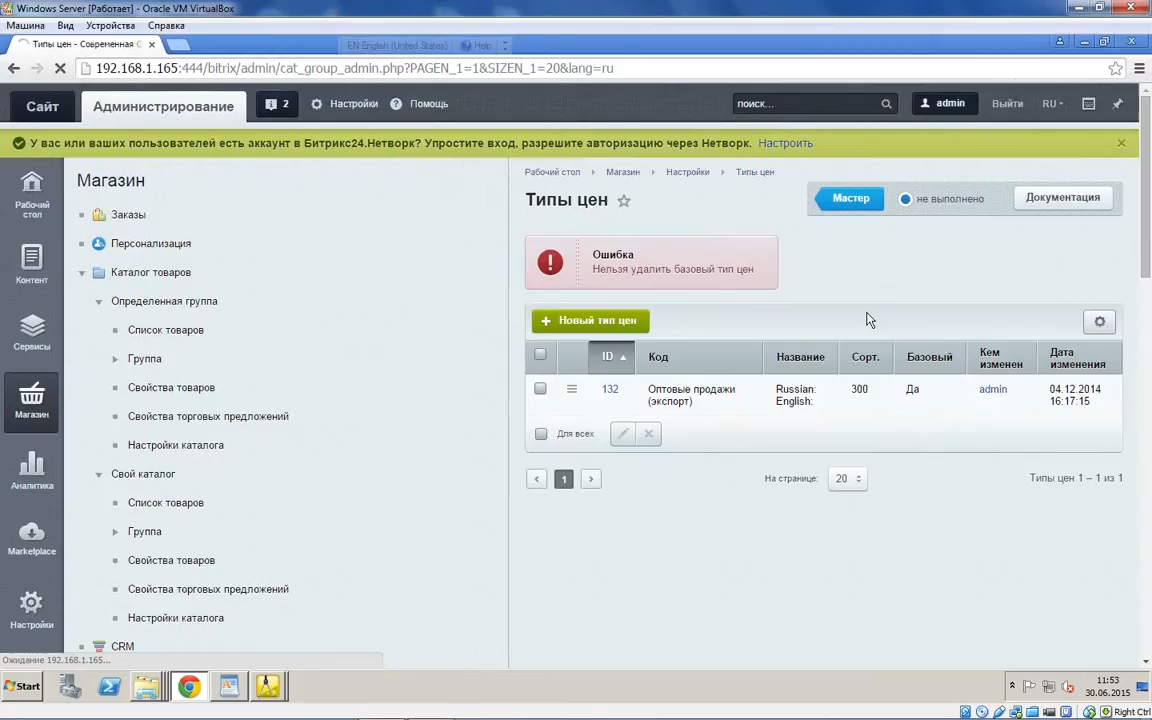 Windows Server [Работает] - Oracle VM VirtualBox
Машина Вид Устройства Справка
Типы цен - Современная
EN English (United States) Help
192.168.1.165:444/bitrix/admin/cat_group_admin.php?PAGEN_1=1&SIZEN_1=20&lang=ru
Сайт Администрирование 2 Настройки Помощь поиск... admin Выйти RU
У вас или ваших пользователей есть аккаунт в Битрикс24.Нетворк? Упростите вход, разрешите авторизацию через Нетворк. Настроить
Рабочий стол
Контент
Сервисы
Магазин
Аналитика
Marketplace
Настройки
Магазин
Заказы
Персонализация
Каталог товаров
Определенная группа
Список товаров
Группа
Свойства товаров
Свойства торговых предложений
Настройки каталога
Свой каталог
Список товаров
Группа
Свойства товаров
Свойства торговых предложений
Настройки каталога
CRM
Ожидание 192.168.1.165...
Рабочий стол Магазин Настройки Типы цен
Типы цен
Мастер не выполнено Документация
Ошибка
Нельзя удалить базовый тип цен
+ Новый тип цен
ID Код Название Сорт. Базовый Кем изменен Дата изменения
132 Оптовые продажи (экспорт) Russian: English: 300 Да admin 04.12.2014 16:17:15
Для всех
1 На странице: 20 Типы цен 1 – 1 из 1
Start 11:53
30.06.2015
Right Ctrl